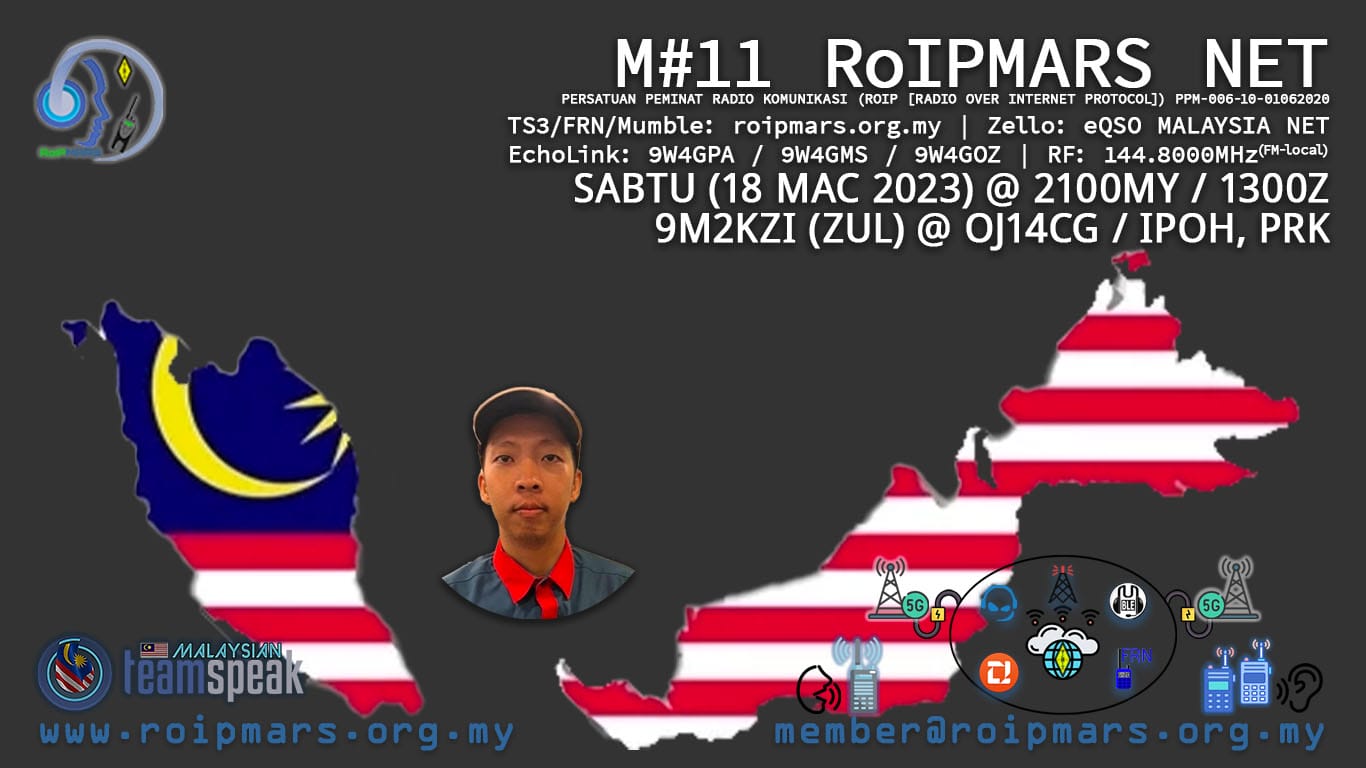 M#11 RoIPMARS NET
PERSATUAN PEMINAT RADIO KOMUNIKASI (ROIP [RADIO OVER INTERNET PROTOCOL]) PPM-006-10-01062020
TS3/FRN/Mumble: roipmars.org.my | Zello: eQSO MALAYSIA NET
EchoLink: 9W4GPA / 9W4GMS / 9W4GOZ | RF: 144.8000MHz(FM-local)
SABTU (18 MAC 2023) @ 2100MY / 1300Z
9M2KZI (ZUL) @ OJ14CG / IPOH, PRK
RoIPMARS
5G
5G
BLE
FRN
MALAYSIAN
teamspeak
www.roipmars.org.my
member@roipmars.org.my